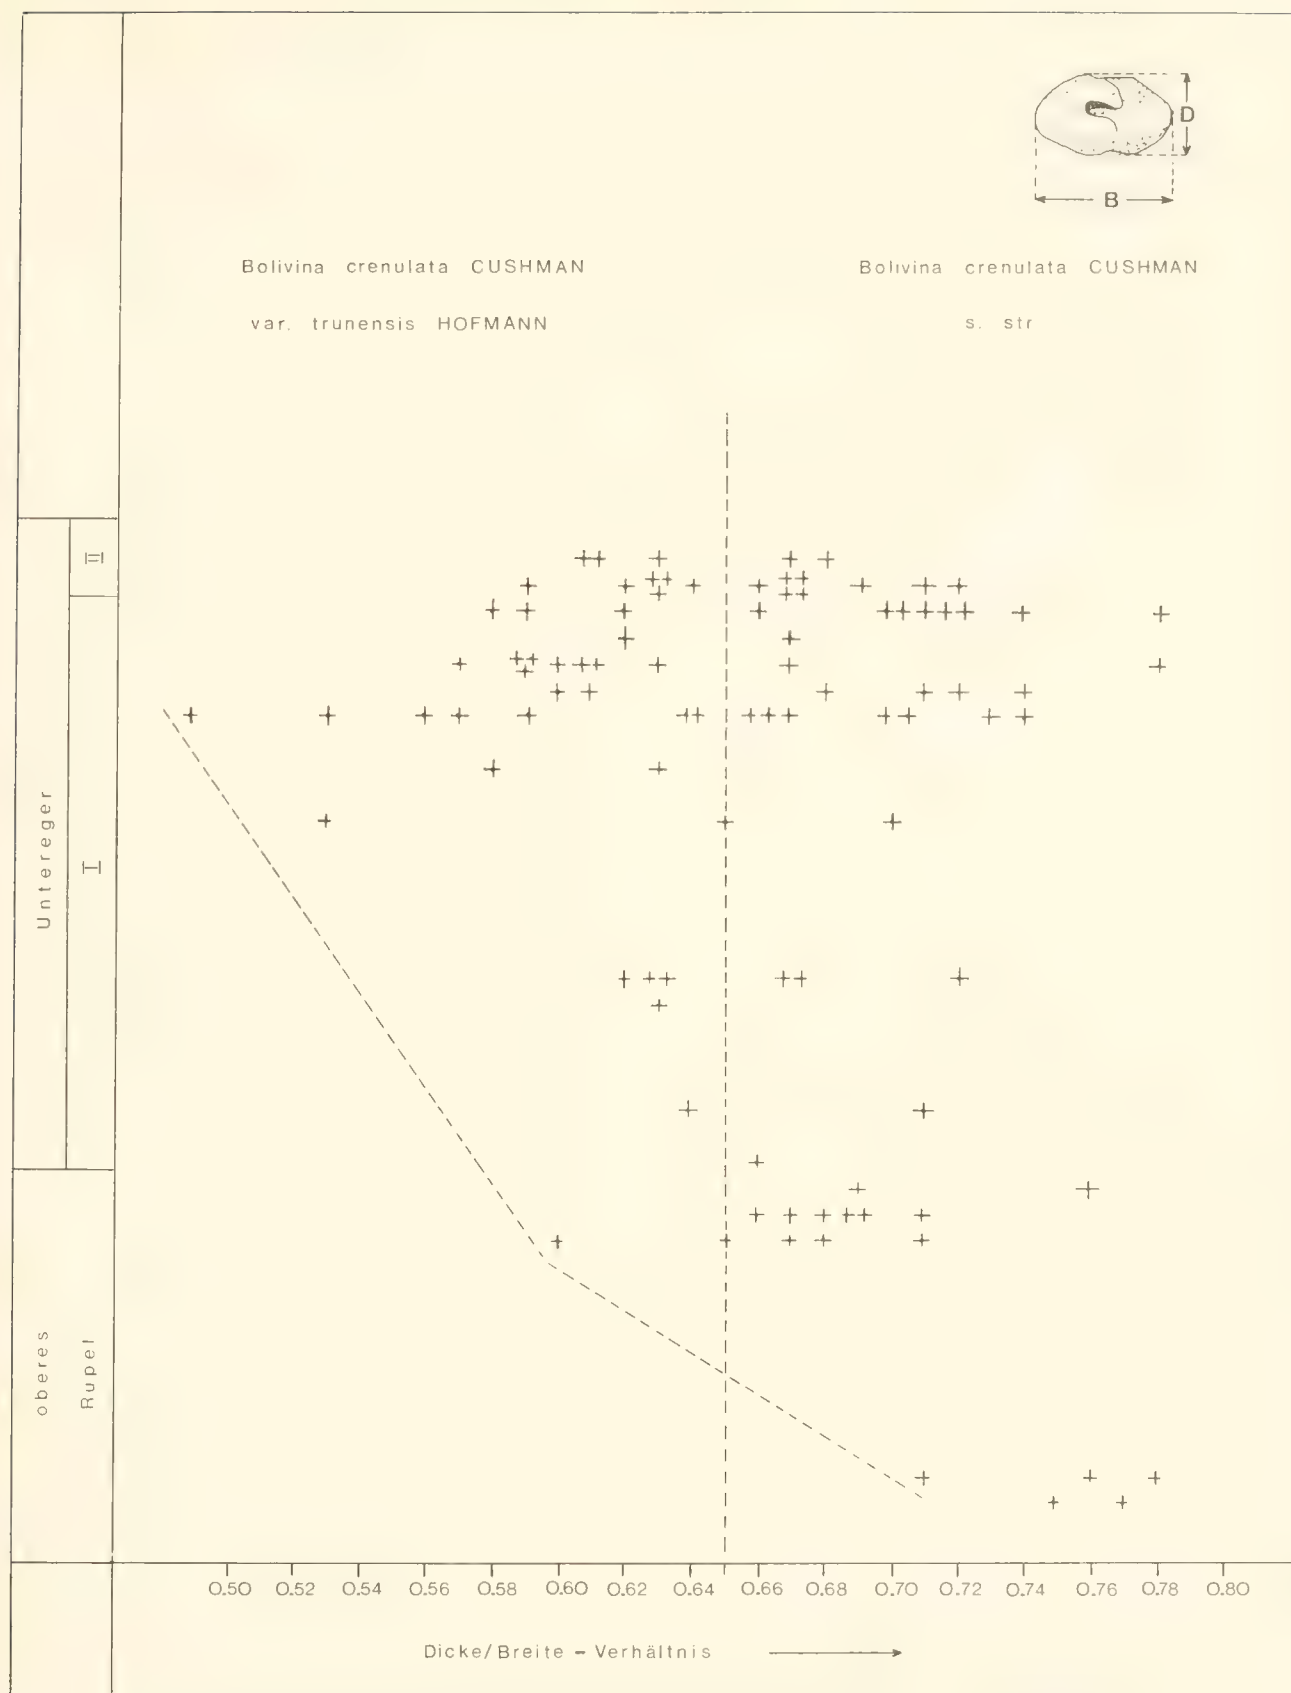 D
B
Bolivina crenulata CUSHMAN
var. trunensis HOFMANN
Bolivina crenulata CUSHMAN
s. str
II
I
Untereger
oberes
Rupel
0.50 0.52 0.54 0.56 0.58 0.60 0.62 0.64 0.66 0.68 0.70 0.72 0.74 0.76 0.78 0.80
Dicke/Breite – Verhältnis